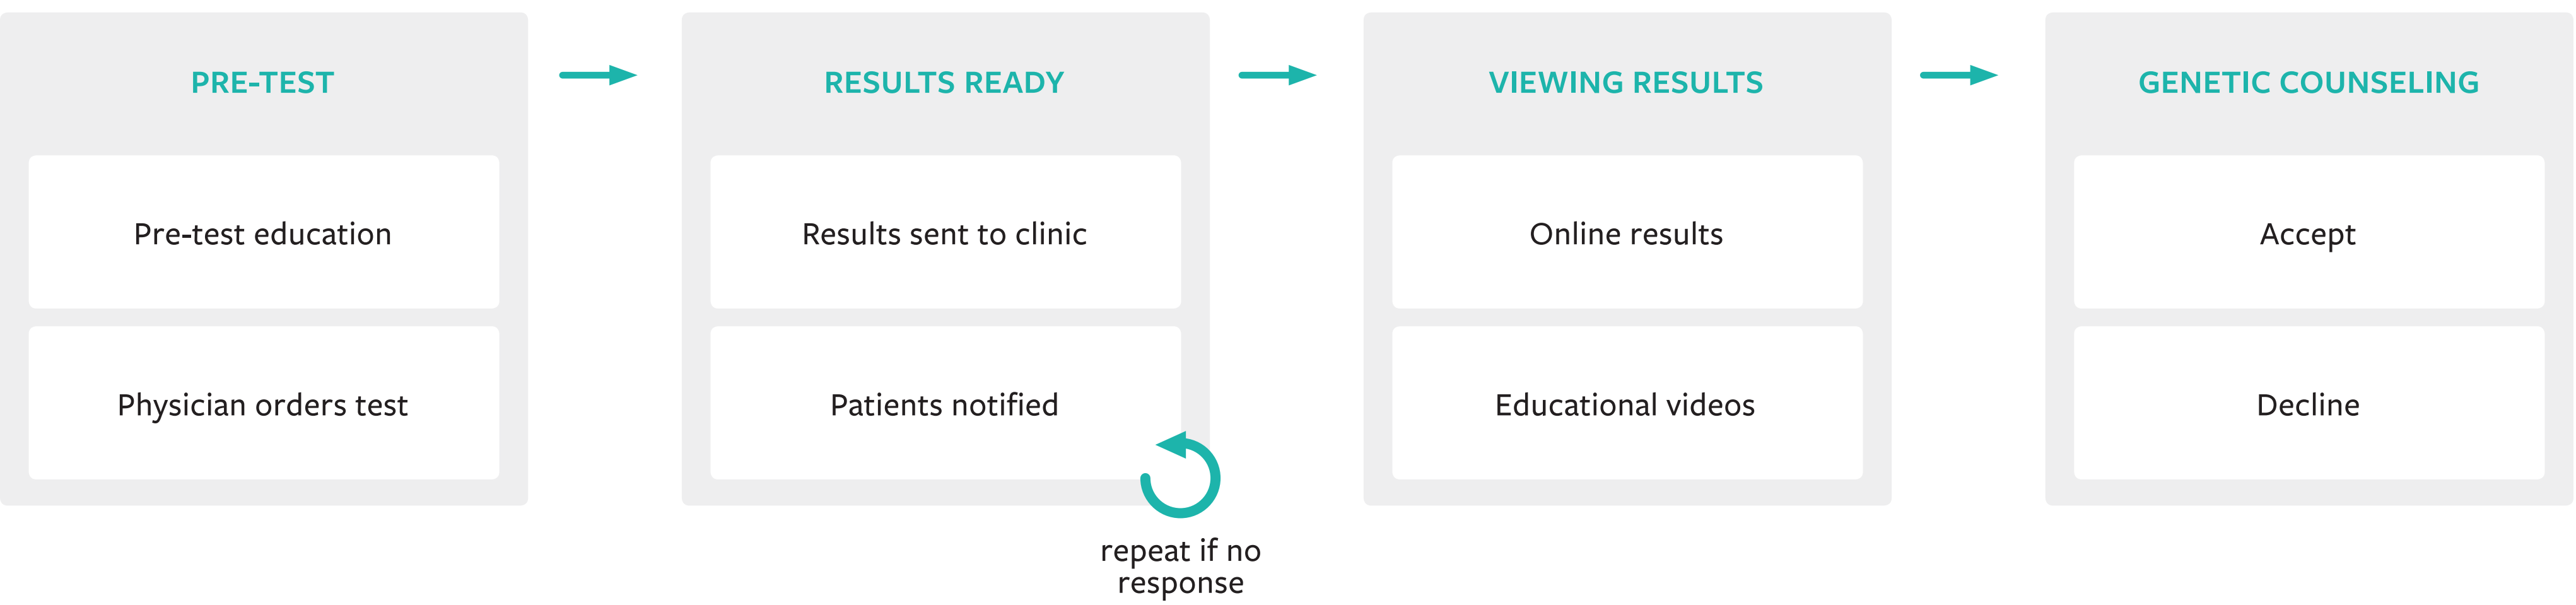 PRE-TEST
Pre-test education
Physician orders test
RESULTS READY
Results sent to clinic
Patients notified
repeat if no
response
VIEWING RESULTS
Online results
Educational videos
GENETIC COUNSELING
Accept
Decline